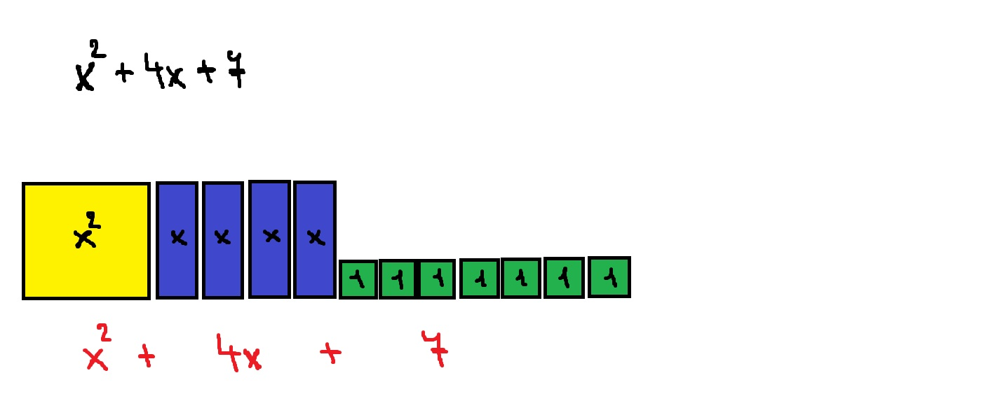 x² + 4x + 7
x² x x x x 1 1 1 1 1 1 1
x² + 4x + 7